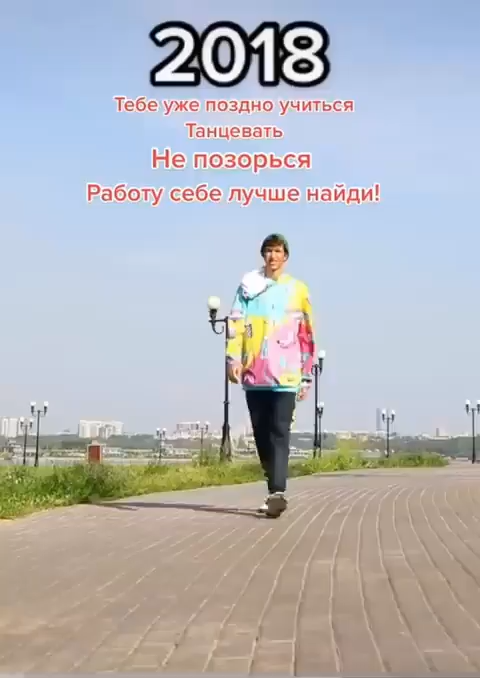 2018
Тебе уже поздно учиться
Танцевать
Не позорься
Работу себе лучше найди!